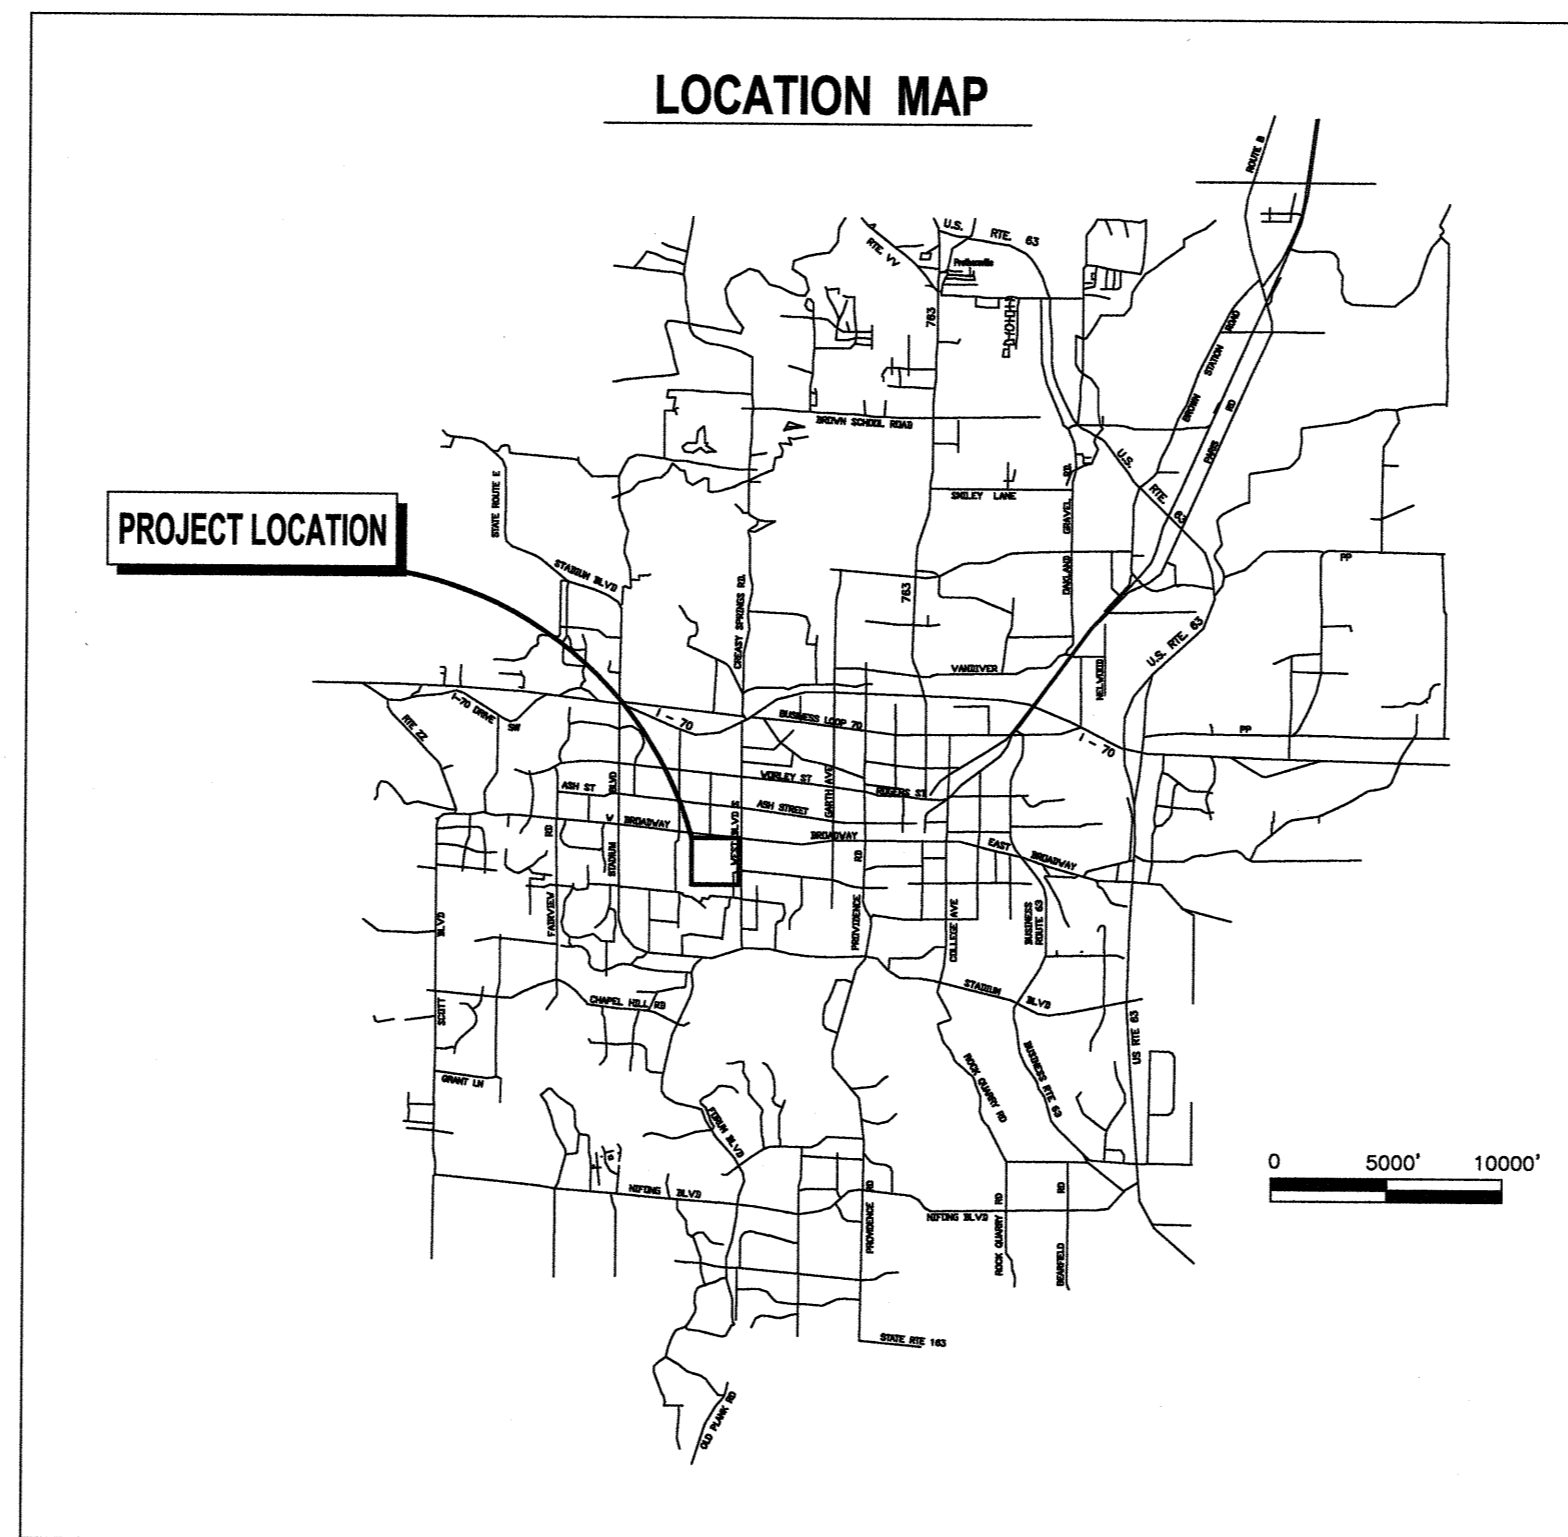 LOCATION MAP
ROUTE B
U.S. RTE. 63
RTE. VV
Prathersville
763
BROWN STATION ROAD
PARIS RD
BROWN SCHOOL ROAD
U.S. RTE. 63
STATE ROUTE E
SMILEY LANE
OAKLAND GRAVEL RD.
PROJECT LOCATION
STADIUM BLVD
CREASY SPRINGS RD.
763
PP
U.S. RTE. 63
VANDIVER
NELWOOD
I-70 DRIVE SW
RTE ZZ
I - 70
BUSINESS LOOP 70
I - 70
PP
WORLEY ST
ASH ST
ASH STREET
GARTH AVE
ROGERS ST
STADIUM BLVD
W BROADWAY
WEST BLVD
BROADWAY
EAST BROADWAY
FAIRVIEW RD
PROVIDENCE RD
COLLEGE AVE
BUSINESS ROUTE 63
SCOTT BLVD
CHAPEL HILL RD
STADIUM BLVD
US RTE 63
GRANT LN
ROCK QUARRY RD
BUSINESS RTE 63
FORUM BLVD
0 5000' 10000'
NIFONG BLVD
PROVIDENCE RD
NIFONG BLVD
ROCK QUARRY RD
BEARFIELD RD
STATE RTE 163
OLD PLANK RD